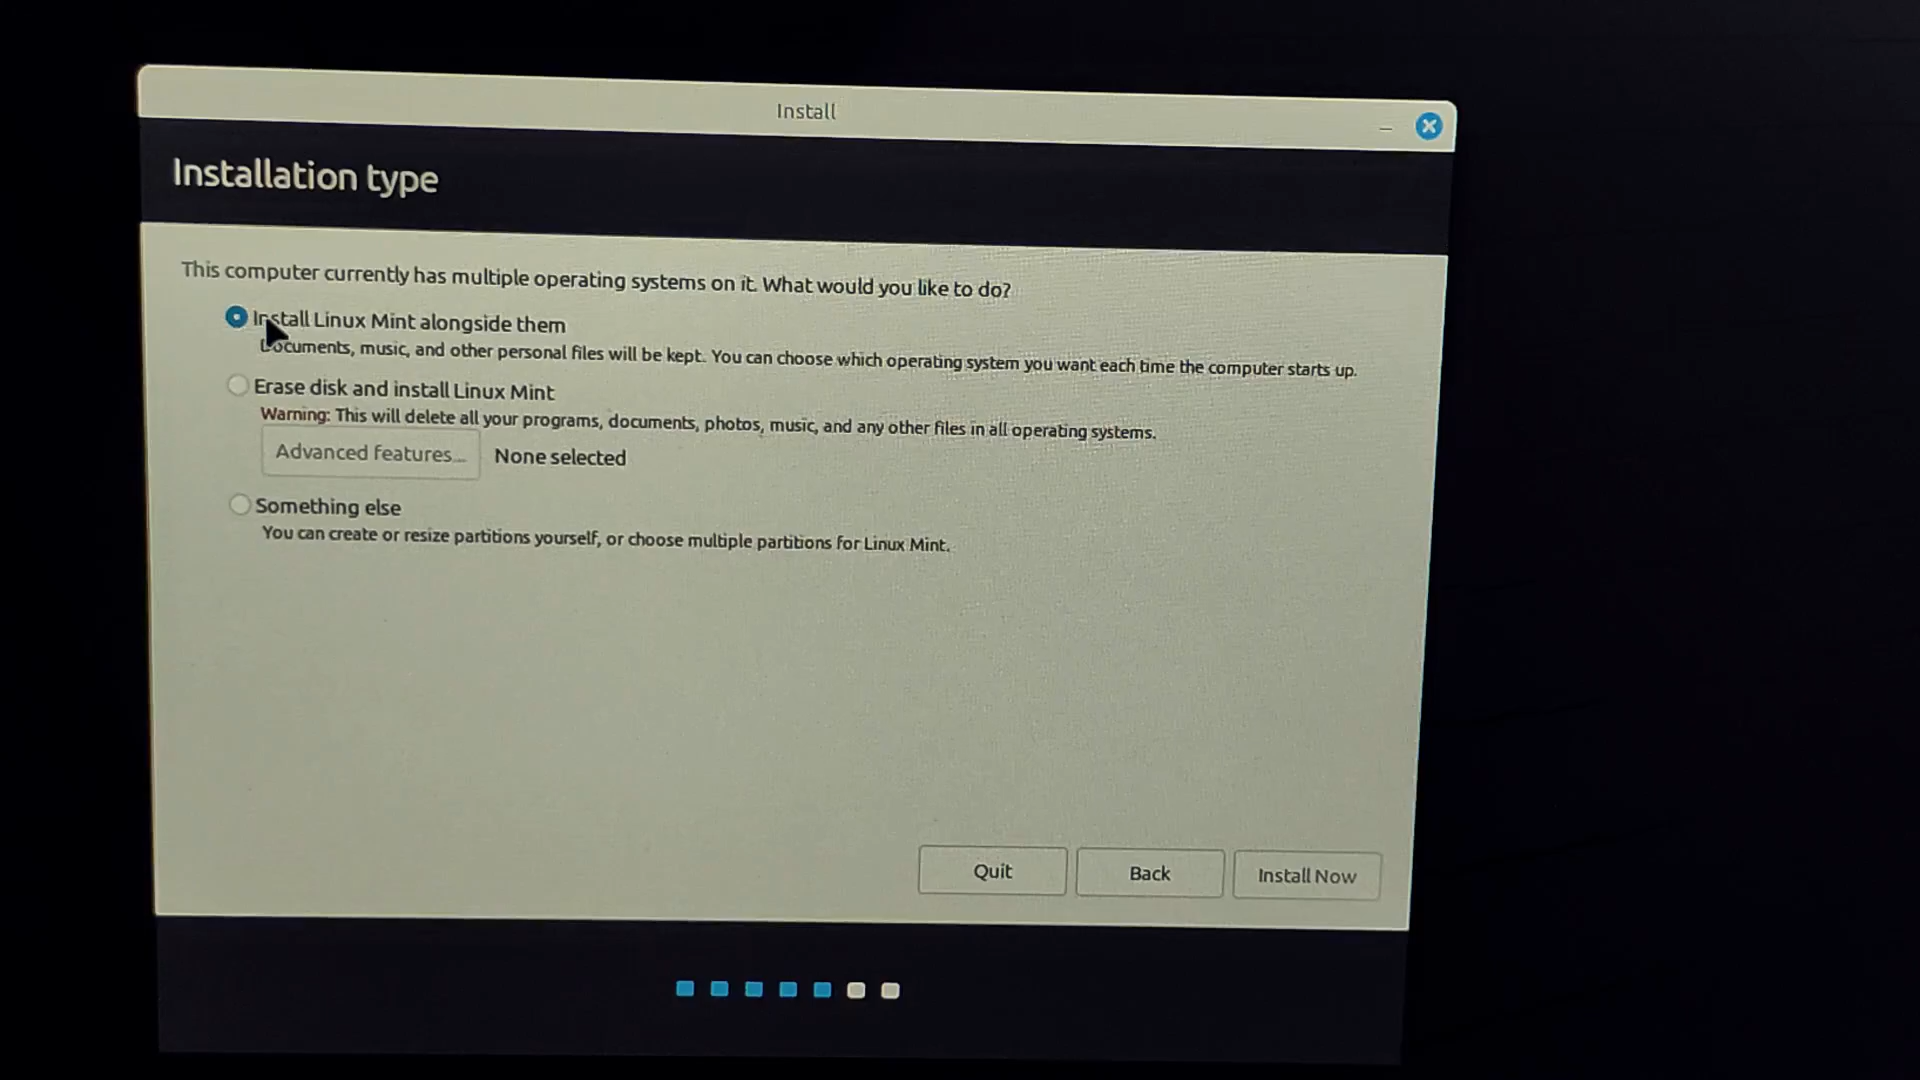 Install
Installation type
This computer currently has multiple operating systems on it. What would you like to do?
Install Linux Mint alongside them
Documents, music, and other personal files will be kept. You can choose which operating system you want each time the computer starts up.
Erase disk and install Linux Mint
Warning: This will delete all your programs, documents, photos, music, and any other files in all operating systems.
Advanced features... None selected
Something else
You can create or resize partitions yourself, or choose multiple partitions for Linux Mint.
Quit Back Install Now